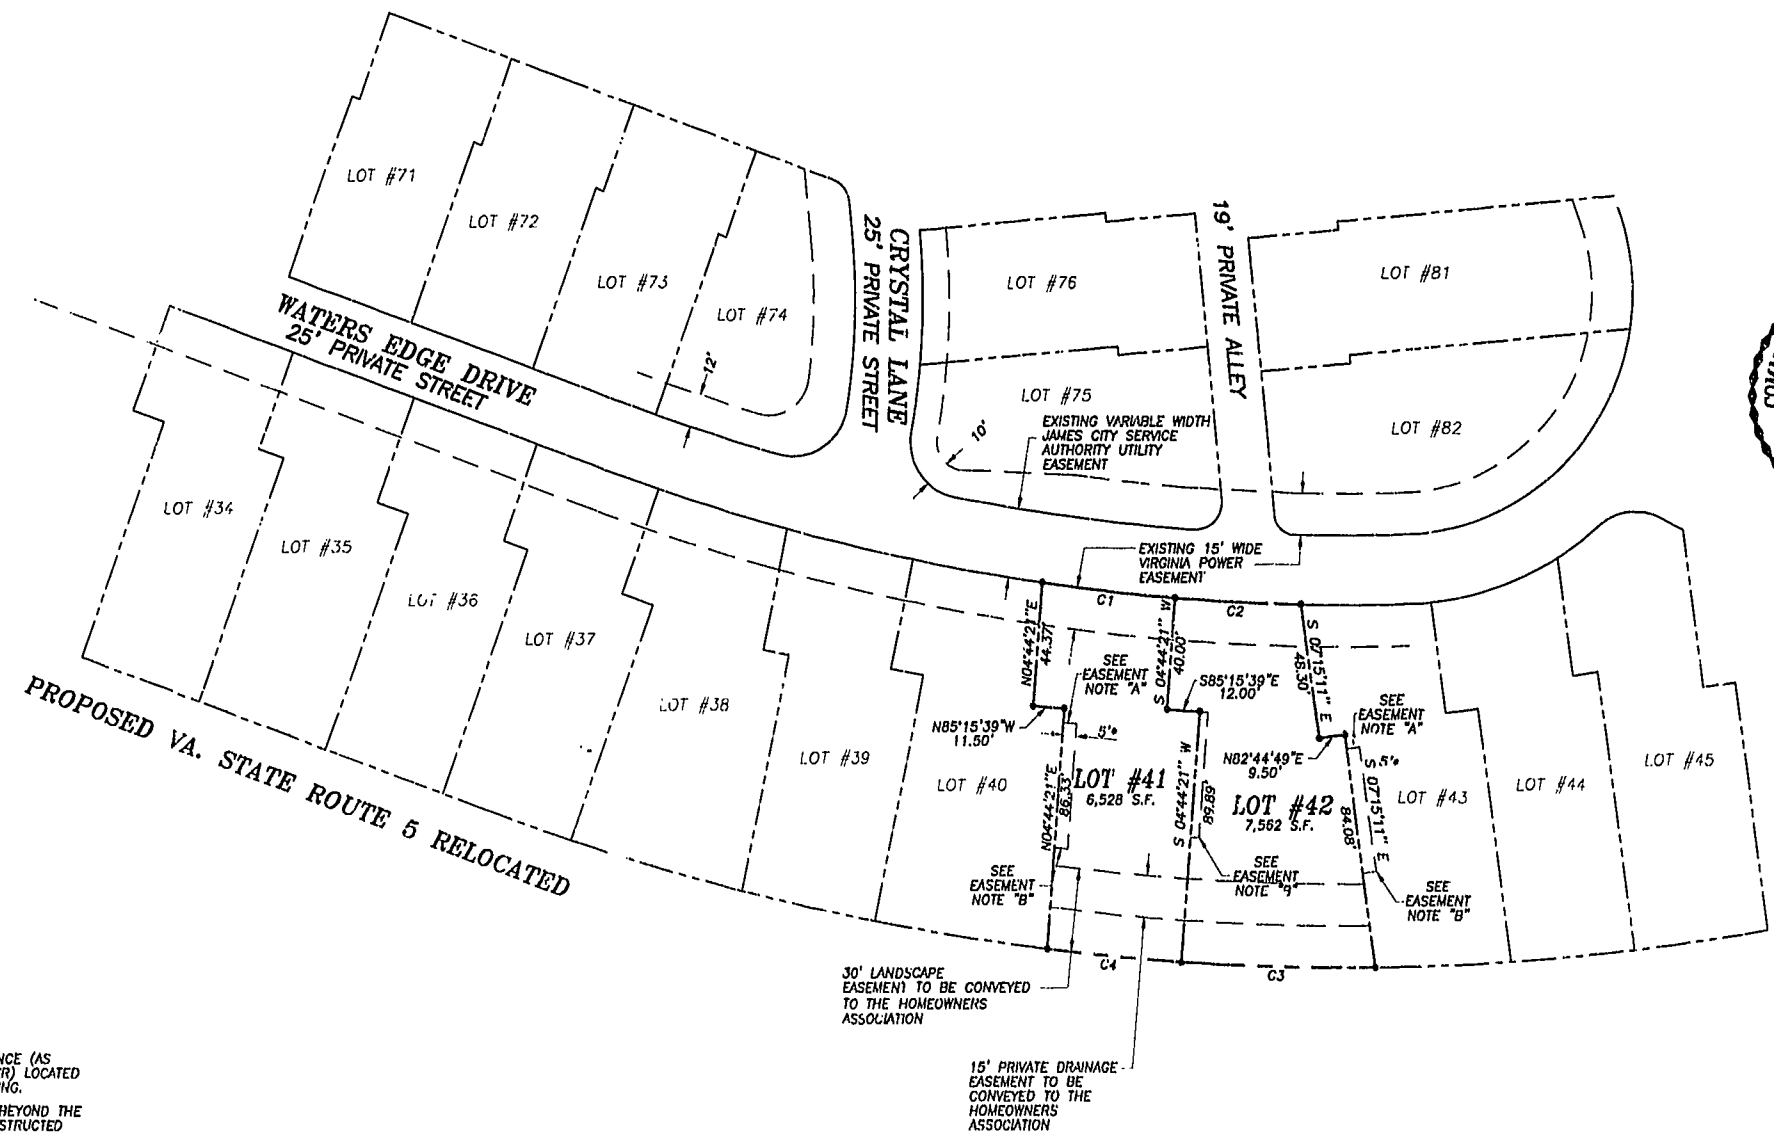 LOT #71
LOT #72
LOT #73
LOT #74
12'
WATERS EDGE DRIVE
25' PRIVATE STREET
CRYSTAL LANE
25' PRIVATE STREET
19' PRIVATE ALLEY
LOT #76
LOT #75
LOT #81
LOT #82
10'
EXISTING VARIABLE WIDTH
JAMES CITY SERVICE
AUTHORITY UTILITY
EASEMENT
EXISTING 15' WIDE
VIRGINIA POWER
EASEMENT
LOT #34
LOT #35
LOT #36
LOT #37
LOT #38
LOT #39
LOT #40
C1
C2
N04°44'21"E
44.37'
S 04°44'21" W
40.00'
S 07°15'11" E
46.30'
SEE
EASEMENT
NOTE "A"
S85°15'39"E
12.00'
N85°15'39"W
11.50'
5'*
SEE
EASEMENT
NOTE "A"
N82°44'49"E
9.50'
5'*
LOT #41
6,528 S.F.
LOT #42
7,562 S.F.
LOT #43
LOT #44
LOT #45
N04°44'21"E
86.33'
S 04°44'21" W
89.89'
S 07°15'11" E
84.08'
SEE
EASEMENT
NOTE "B"
SEE
EASEMENT
NOTE
SEE
EASEMENT
NOTE "B"
C4
C3
PROPOSED VA. STATE ROUTE 5 RELOCATED
30' LANDSCAPE
EASEMENT TO BE CONVEYED
TO THE HOMEOWNERS
ASSOCIATION
15' PRIVATE DRAINAGE
EASEMENT TO BE
CONVEYED TO THE
HOMEOWNERS
ASSOCIATION
(AS
LOCATED
BEYOND THE